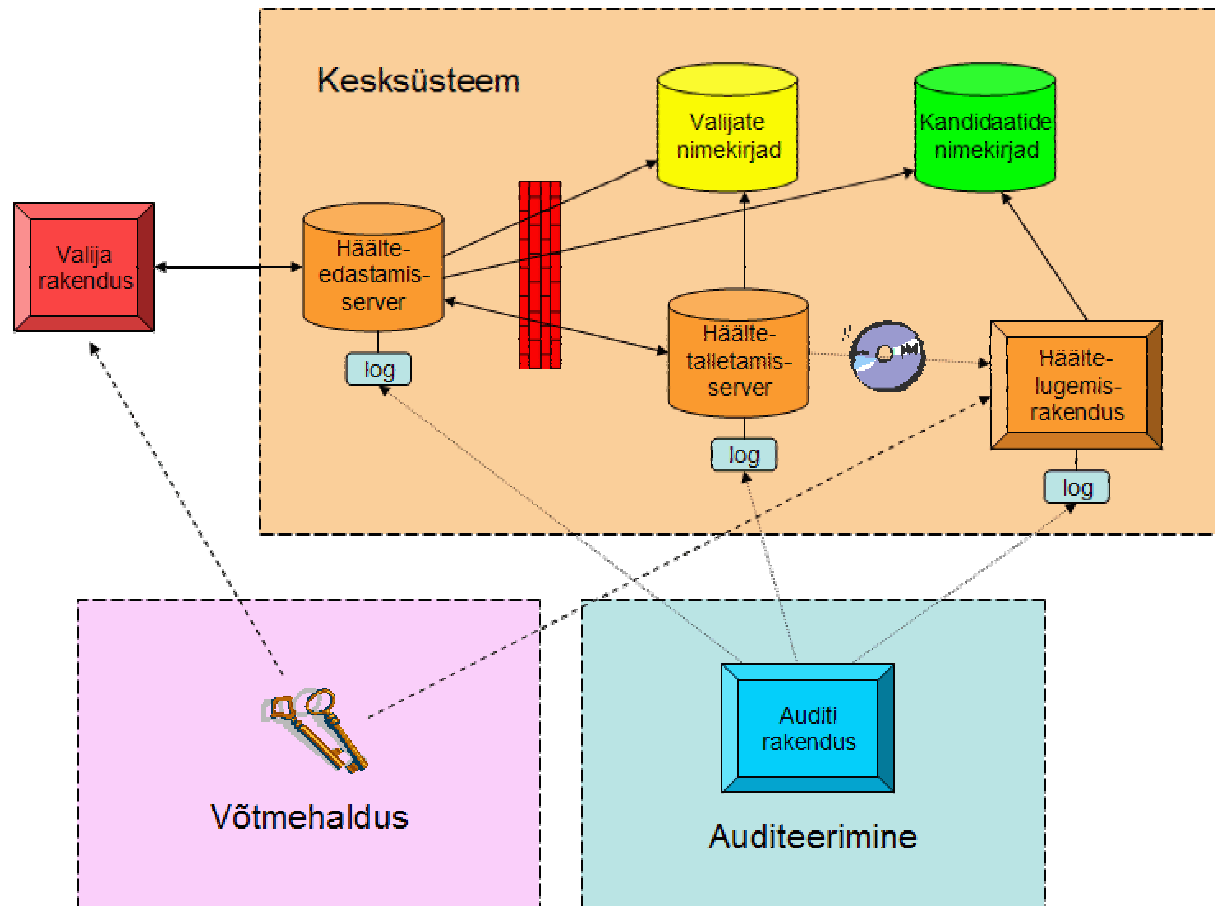 Kesksüsteem
Valijate
nimekirjad
Kandidaatide
nimekirjad
Valija
rakendus
Häälte-
edastamis-
server
log
Häälte-
talletamis-
server
log
Häälte-
lugemis-
rakendus
log
Võtmehaldus
Auditi
rakendus
Auditeerimine